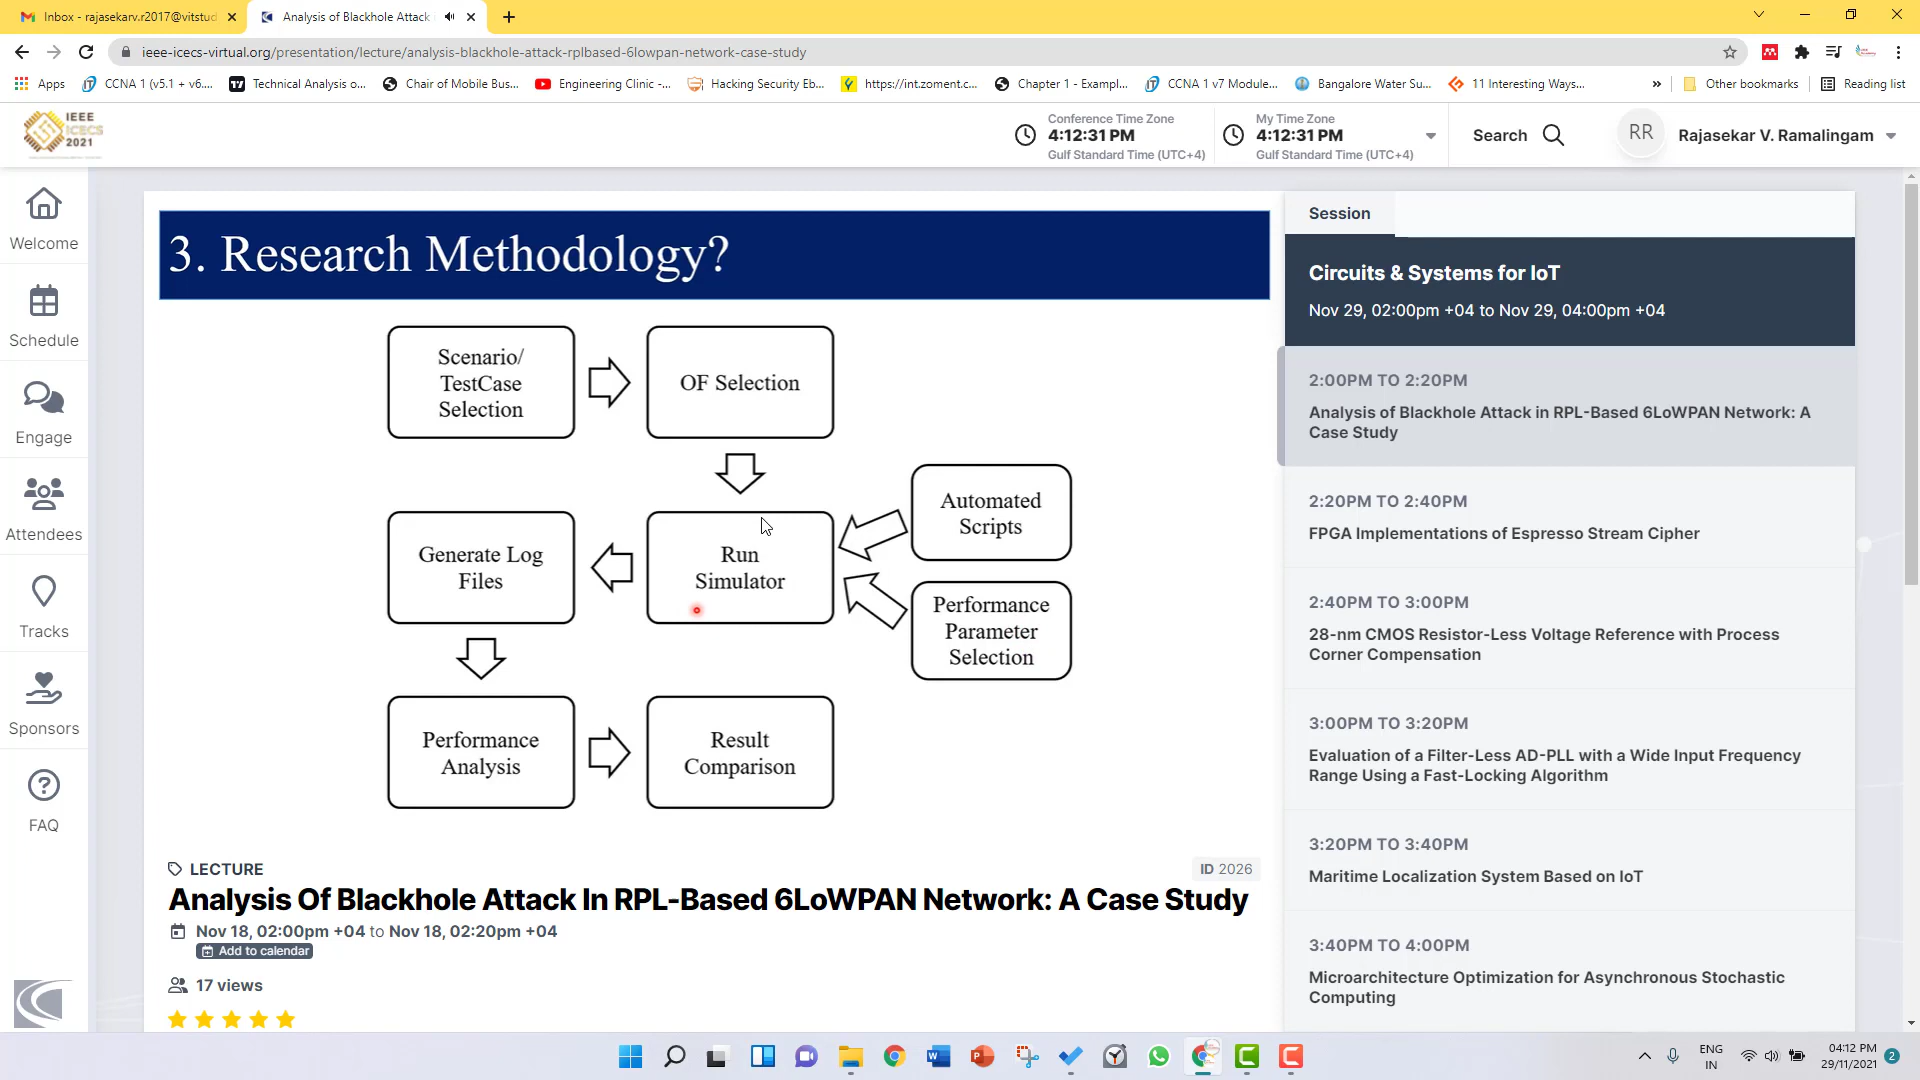 Inbox - rajasekarv.r2017@vitstud
Analysis of Blackhole Attack
ieee-icecs-virtual.org/presentation/lecture/analysis-blackhole-attack-rplbased-6lowpan-network-case-study
Apps
CCNA 1 (v5.1 + v6....
Technical Analysis o...
Chair of Mobile Bus...
Engineering Clinic -...
Hacking Security Eb...
https://int.zoment.c...
Chapter 1 - Exampl...
CCNA 1 v7 Module...
Bangalore Water Su...
11 Interesting Ways...
Other bookmarks
Reading list
IEEE
ICECS
2021
Conference Time Zone
4:12:31 PM
Gulf Standard Time (UTC+4)
My Time Zone
4:12:31 PM
Gulf Standard Time (UTC+4)
Search
RR
Rajasekar V. Ramalingam
Welcome
Schedule
Engage
Attendees
Tracks
Sponsors
FAQ
3. Research Methodology?
Scenario/
TestCase
Selection
OF Selection
Automated
Scripts
Generate Log
Files
Run
Simulator
Performance
Parameter
Selection
Performance
Analysis
Result
Comparison
LECTURE
ID 2026
Analysis Of Blackhole Attack In RPL-Based 6LoWPAN Network: A Case Study
Nov 18, 02:00pm +04 to Nov 18, 02:20pm +04
Add to calendar
17 views
Session
Circuits & Systems for IoT
Nov 29, 02:00pm +04 to Nov 29, 04:00pm +04
2:00PM TO 2:20PM
Analysis of Blackhole Attack in RPL-Based 6LoWPAN Network: A
Case Study
2:20PM TO 2:40PM
FPGA Implementations of Espresso Stream Cipher
2:40PM TO 3:00PM
28-nm CMOS Resistor-Less Voltage Reference with Process
Corner Compensation
3:00PM TO 3:20PM
Evaluation of a Filter-Less AD-PLL with a Wide Input Frequency
Range Using a Fast-Locking Algorithm
3:20PM TO 3:40PM
Maritime Localization System Based on IoT
3:40PM TO 4:00PM
Microarchitecture Optimization for Asynchronous Stochastic
Computing
ENG
IN
04:12 PM
29/11/2021
2